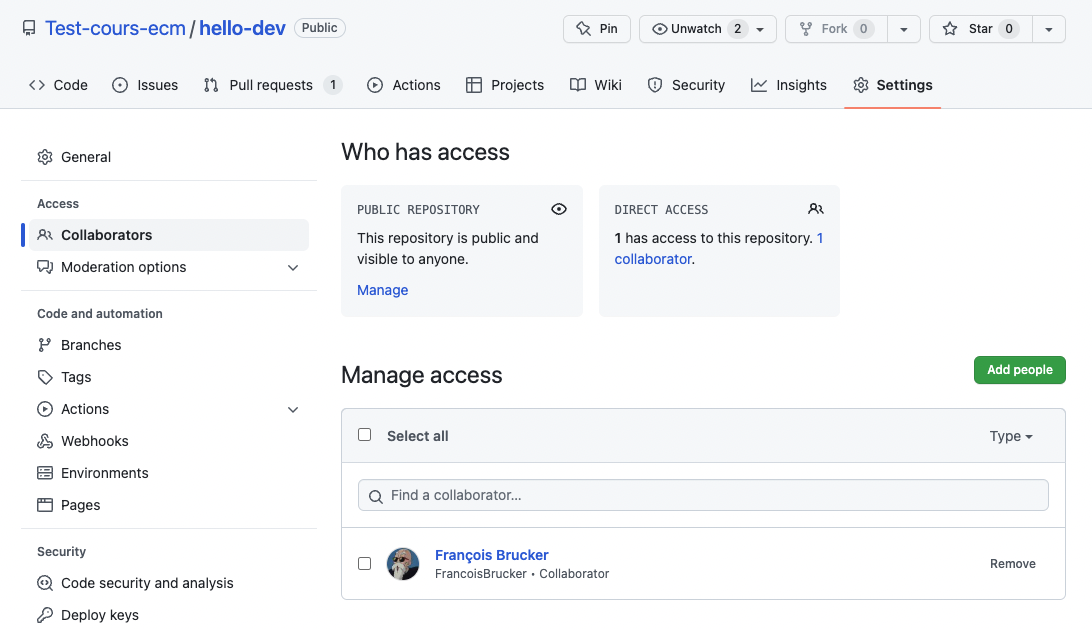 Test-cours-ecm / hello-dev Public
Pin
Unwatch 2
Fork 0
Star 0
Code
Issues
Pull requests 1
Actions
Projects
Wiki
Security
Insights
Settings
General
Access
Collaborators
Moderation options
Code and automation
Branches
Tags
Actions
Webhooks
Environments
Pages
Security
Code security and analysis
Deploy keys
Who has access
PUBLIC REPOSITORY
This repository is public and
visible to anyone.
Manage
DIRECT ACCESS
1 has access to this repository. 1
collaborator.
Manage access
Add people
Select all
Type
Find a collaborator...
François Brucker
FrancoisBrucker • Collaborator
Remove